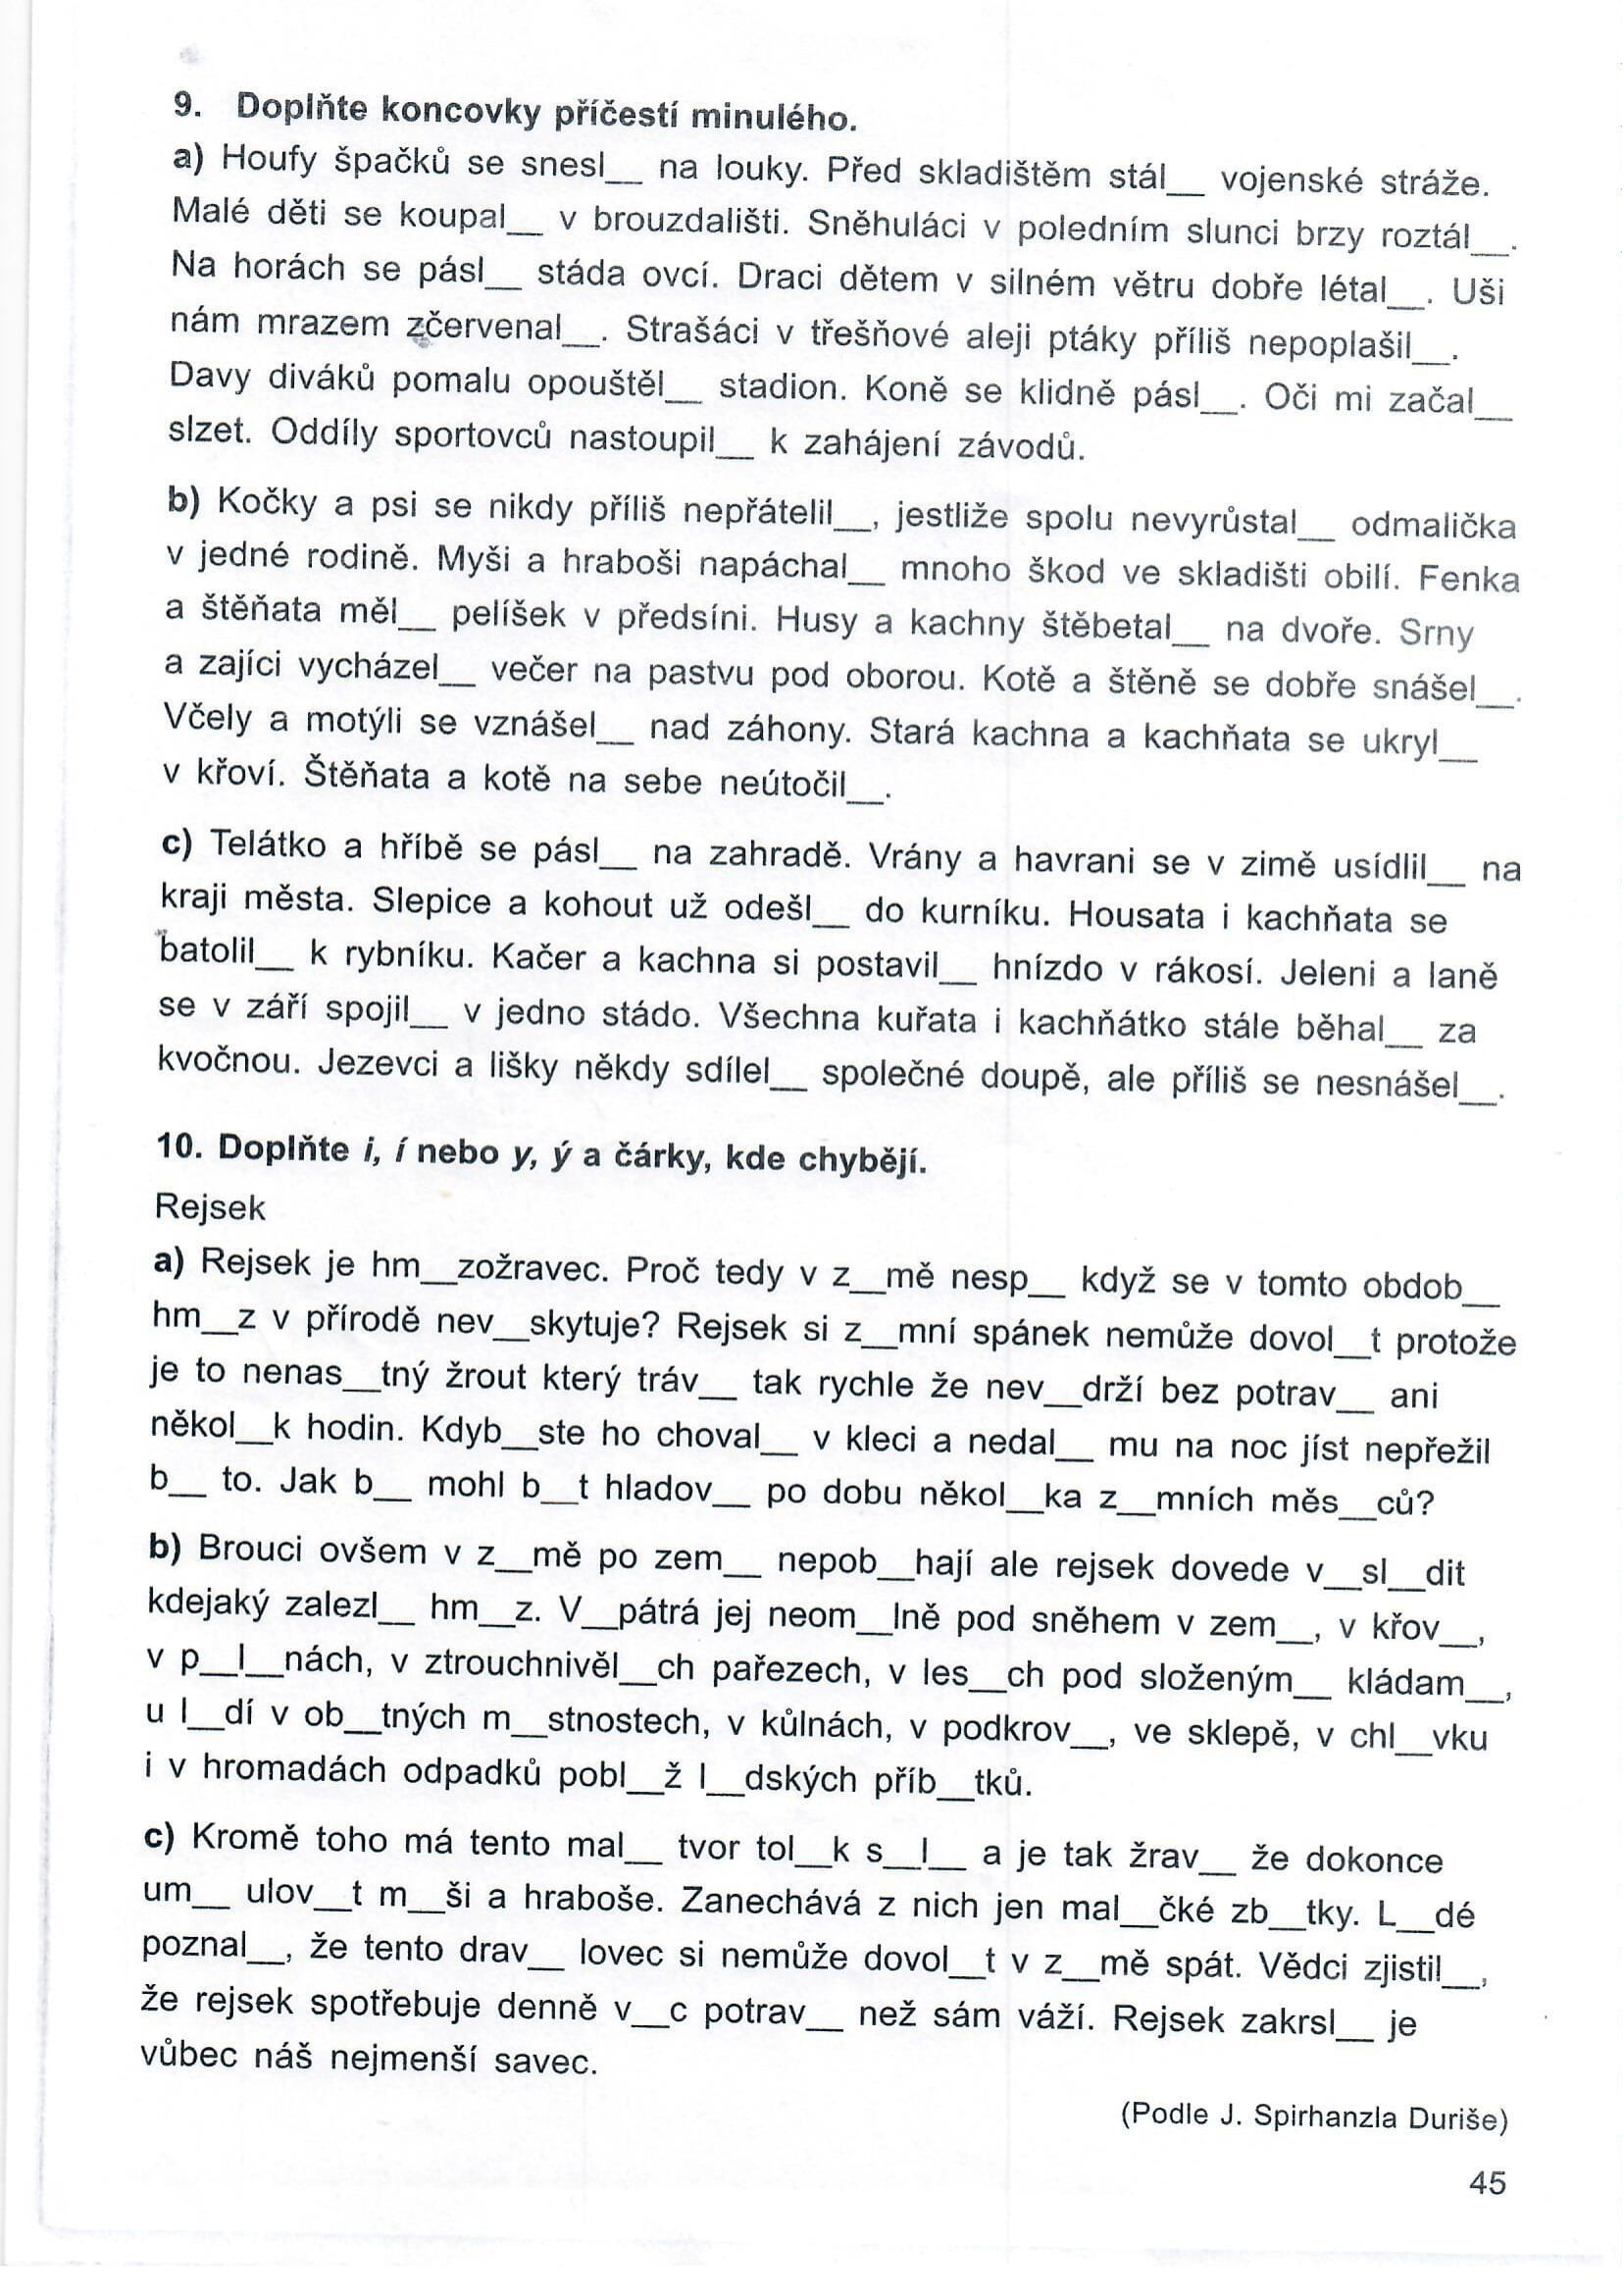 9. Doplňte koncovky příčestí minulého.
a) Houfy špačků se snesl__ na louky. Před skladištěm stál__ vojenské stráže.
Malé děti se koupal__ v brouzdališti. Sněhuláci v poledním slunci brzy roztál__.
Na horách se pásl__ stáda ovcí. Draci dětem v silném větru dobře létal__. Uši
nám mrazem zčervenal__. Strašáci v třešňové aleji ptáky příliš nepoplašil__.
Davy diváků pomalu opouštěl__ stadion. Koně se klidně pásl__. Oči mi začal__
slzet. Oddíly sportovců nastoupil__ k zahájení závodů.
b) Kočky a psi se nikdy příliš nepřátelil__, jestliže spolu nevyrůstal__ odmalička
v jedné rodině. Myši a hraboši napáchal__ mnoho škod ve skladišti obilí. Fenka
a štěňata měl__ pelíšek v předsíni. Husy a kachny štěbetal__ na dvoře. Srny
a zajíci vycházel__ večer na pastvu pod oborou. Kotě a štěně se dobře snášel__.
Včely a motýli se vznášel__ nad záhony. Stará kachna a kachňata se ukryl__
v křoví. Štěňata a kotě na sebe neútočil__.
c) Telátko a hříbě se pásl__ na zahradě. Vrány a havrani se v zimě usídlil__ na
kraji města. Slepice a kohout už odešl__ do kurníku. Housata i kachňata se
batolil__ k rybníku. Kačer a kachna si postavil__ hnízdo v rákosí. Jeleni a laně
se v září spojil__ v jedno stádo. Všechna kuřata i kachňátko stále běhal__ za
kvočnou. Jezevci a lišky někdy sdílel__ společné doupě, ale příliš se nesnášel__.
10. Doplňte i, í nebo y, ý a čárky, kde chybějí.
Rejsek
a) Rejsek je hm__zožravec. Proč tedy v z__mě nesp__ když se v tomto obdob__
hm__z v přírodě nev__skytuje? Rejsek si z__mní spánek nemůže dovol__t protože
je to nenas__tný žrout který tráv__ tak rychle že nev__drží bez potrav__ ani
někol__k hodin. Kdyb__ste ho choval__ v kleci a nedal__ mu na noc jíst nepřežil
b__ to. Jak b__ mohl b__t hladov__ po dobu někol__ka z__mních měs__ců?
b) Brouci ovšem v z__mě po zem__ nepob__hají ale rejsek dovede v__sl__dit
kdejaký zalezl__ hm__z. V__pátrá jej neom__lně pod sněhem v zem__, v křov__,
v p__l__nách, v ztrouchnivěl__ch pařezech, v les__ch pod složeným__ kládam__,
u l__dí v ob__tných m__stnostech, v kůlnách, v podkrov__, ve sklepě, v chl__vku
i v hromadách odpadků pobl__ž l__dských příb__tků.
c) Kromě toho má tento mal__ tvor tol__k s__l__ a je tak žrav__ že dokonce
um__ ulov__t m__ši a hraboše. Zanechává z nich jen mal__čké zb__tky. L__dé
poznal__, že tento drav__ lovec si nemůže dovol__t v z__mě spát. Vědci zjistil__,
že rejsek spotřebuje denně v__c potrav__ než sám váží. Rejsek zakrsl__ je
vůbec náš nejmenší savec.
(Podle J. Spirhanzla Duriše)
45